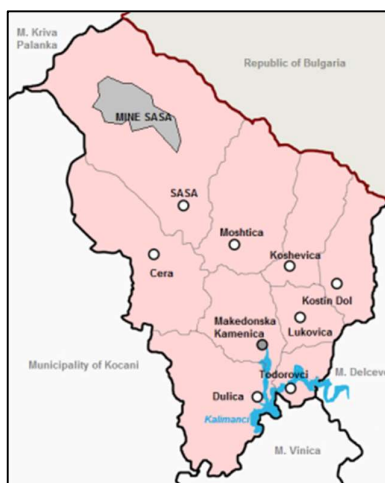 M. Kriva
Palanka
Republic of Bulgaria
MINE SASA
SASA
Moshtica
Koshevica
Cera
Kostin Dol
Makedonska
Kamenica
Lukovica
Municipality of Kocani
Todorovci
M. Delcevo
Dulica
Kalimanci
M. Vinica